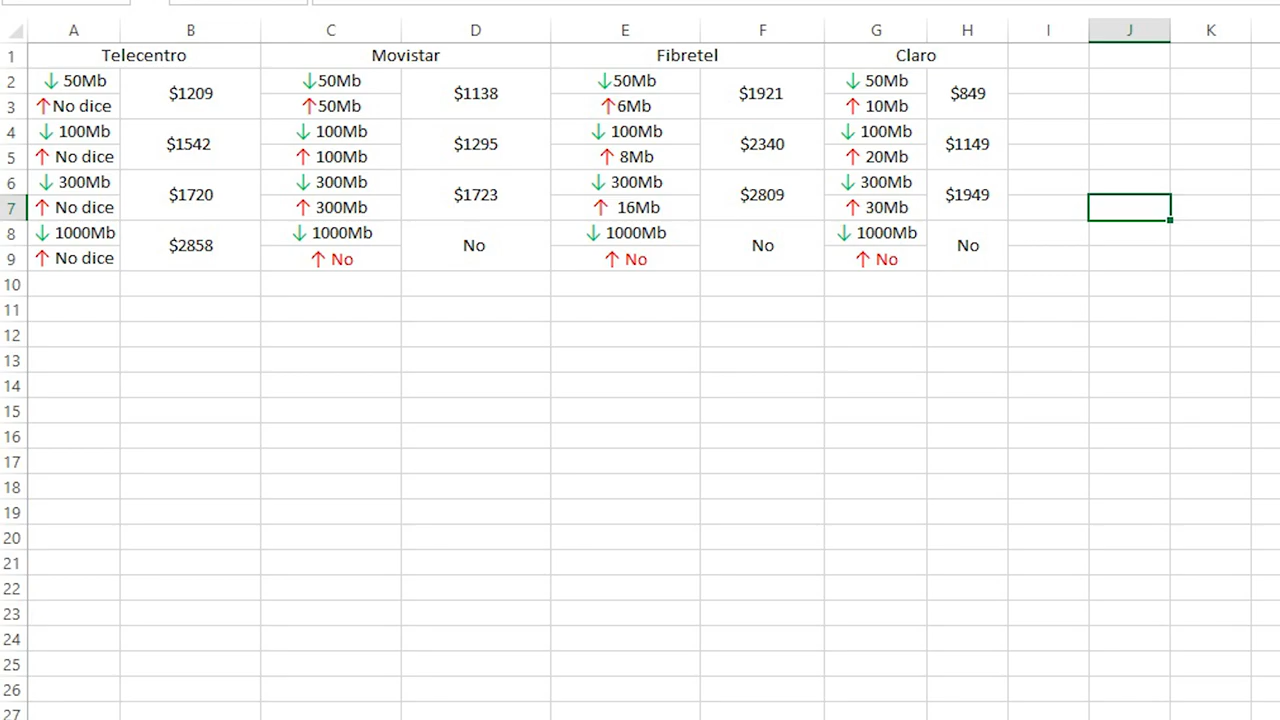 A B C D E F G H I J K
1 Telecentro Movistar Fibretel Claro
2 ↓ 50Mb $1209 ↓50Mb $1138 ↓50Mb $1921 ↓ 50Mb $849
3 ↑No dice ↑50Mb ↑6Mb ↑ 10Mb
4 ↓ 100Mb $1542 ↓ 100Mb $1295 ↓ 100Mb $2340 ↓ 100Mb $1149
5 ↑ No dice ↑ 100Mb ↑ 8Mb ↑ 20Mb
6 ↓ 300Mb $1720 ↓ 300Mb $1723 ↓ 300Mb $2809 ↓ 300Mb $1949
7 ↑ No dice ↑ 300Mb ↑ 16Mb ↑ 30Mb
8 ↓ 1000Mb $2858 ↓ 1000Mb No ↓ 1000Mb No ↓ 1000Mb No
9 ↑ No dice ↑ No ↑ No ↑ No
10
11
12
13
14
15
16
17
18
19
20
21
22
23
24
25
26
27